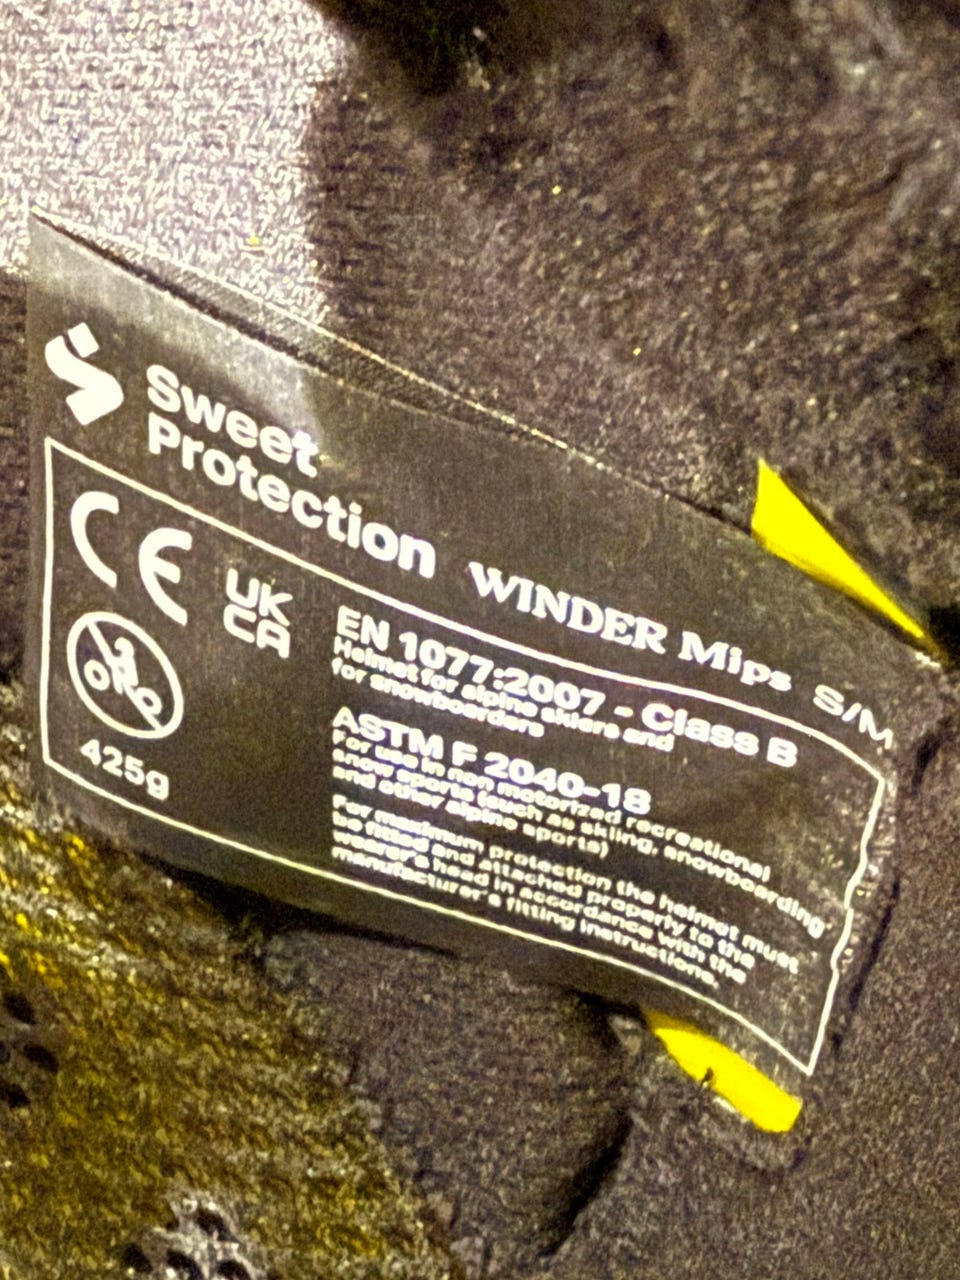 Sweet
Protection
WINDER Mips S/M
CE
UK
CA
425g
EN 1077:2007 - Class B
Helmet for alpine skiers and
for snowboarders
ASTM F 2040-18
For use in non motorized recreational
snow sports (such as skiing, snowboarding
and other alpine sports)
For maximum protection the helmet must
be fitted and attached properly to the
wearer's head in accordance with the
manufacturer's fitting instructions.